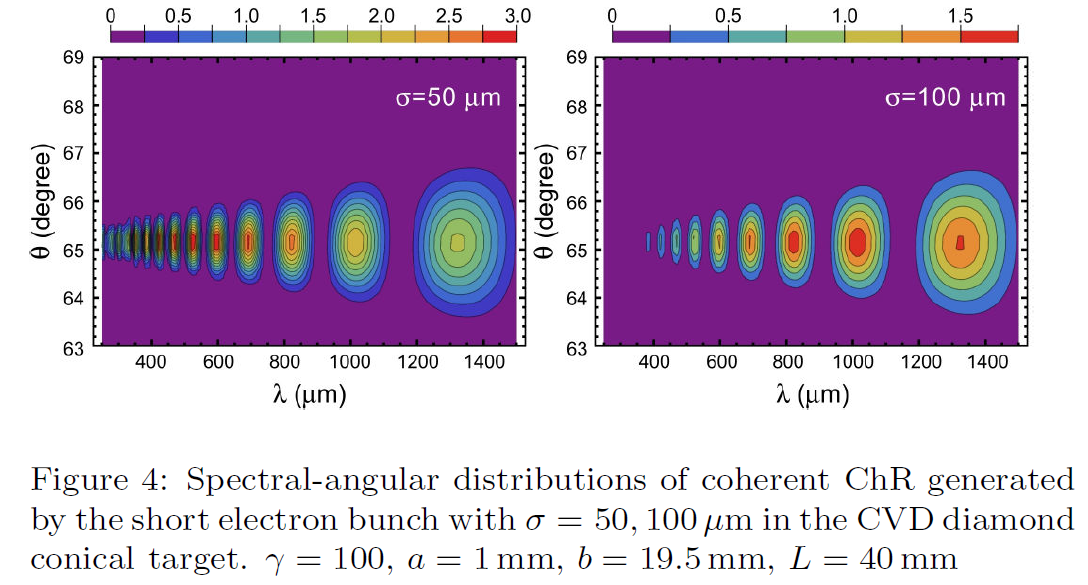 0 0.5 1.0 1.5 2.0 2.5 3.0
0 0.5 1.0 1.5
69
68
67
66
65
64
63
θ (degree)
σ=50 μm
400 600 800 1000 1200 1400
λ (μm)
69
68
67
66
65
64
63
θ (degree)
σ=100 μm
400 600 800 1000 1200 1400
λ (μm)
Figure 4: Spectral-angular distributions of coherent ChR generated
by the short electron bunch with σ = 50, 100 μm in the CVD diamond
conical target. γ = 100, a = 1 mm, b = 19.5 mm, L = 40 mm